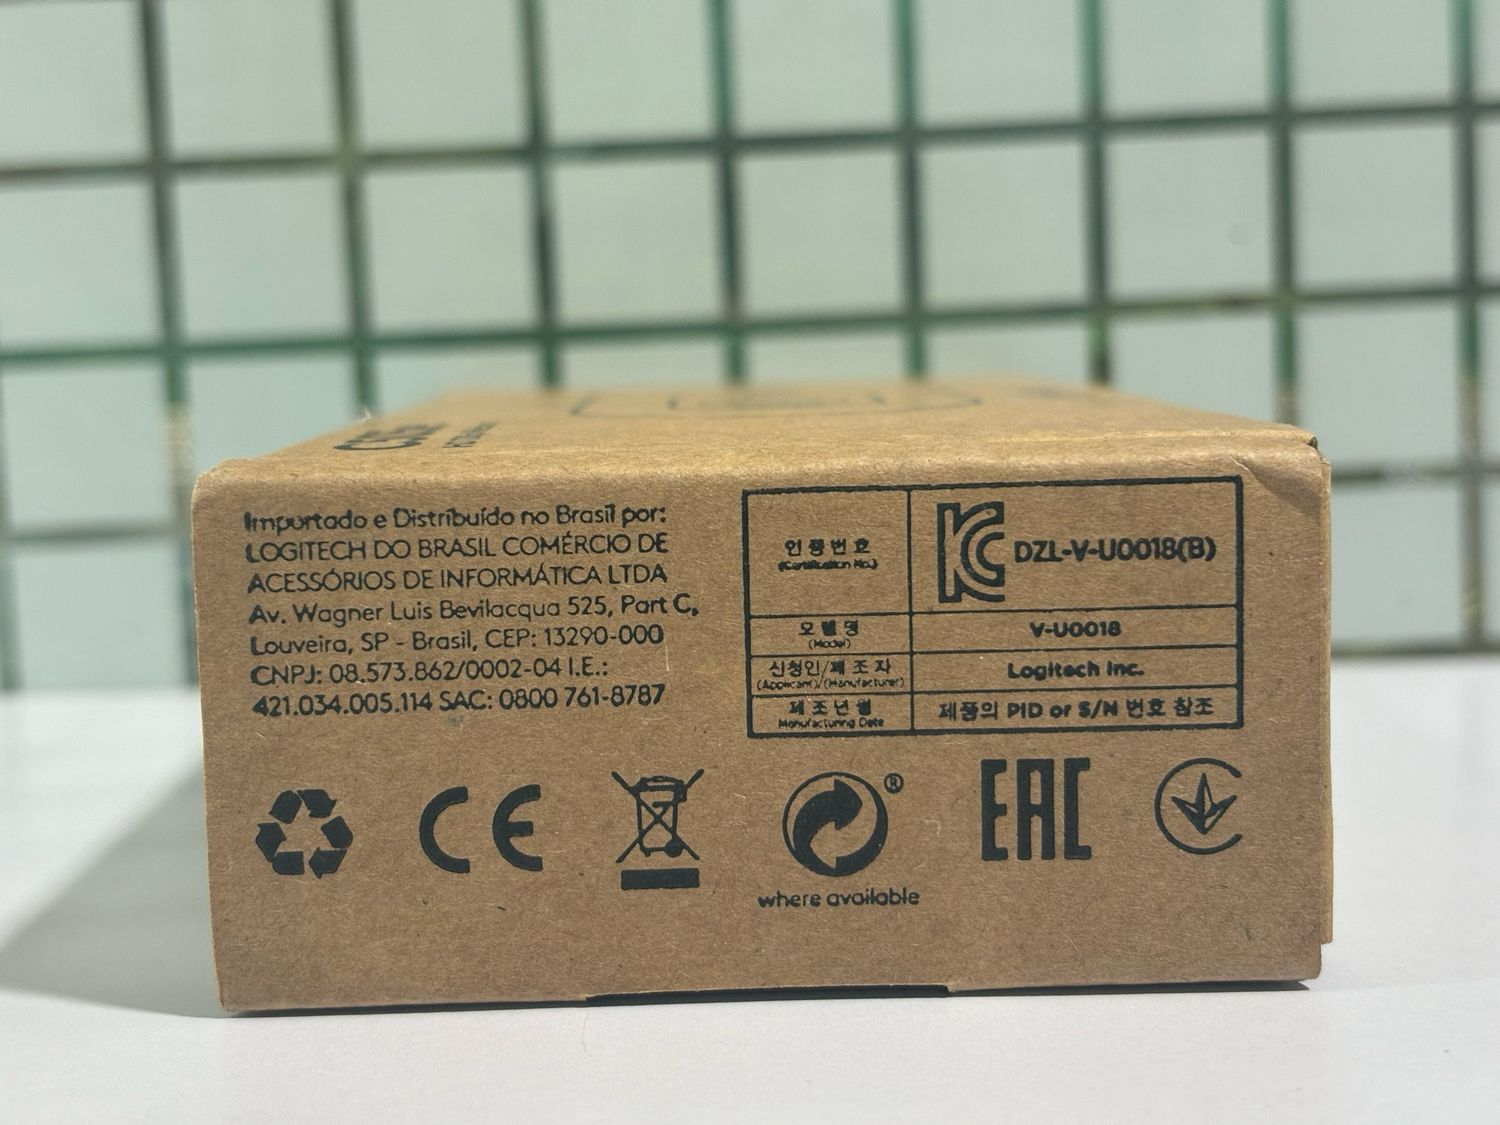 Importado e Distribuído no Brasil por:
LOGITECH DO BRASIL COMÉRCIO DE
ACESSÓRIOS DE INFORMÁTICA LTDA
Av. Wagner Luis Bevilacqua 525, Part C,
Louveira, SP - Brasil, CEP: 13290-000
CNPJ: 08.573.862/0002-04 I.E.:
421.034.005.114 SAC: 0800 761-8787
인증번호
(Certification No.)
DZL-V-U0018(B)
모델명
(Model)
V-U0018
신청인/제조자
(Applicant)/(Manufacturer)
Logitech Inc.
제조년월
Manufacturing Date
제품의 PID or S/N 번호 참조
CE
®
EAC
where available